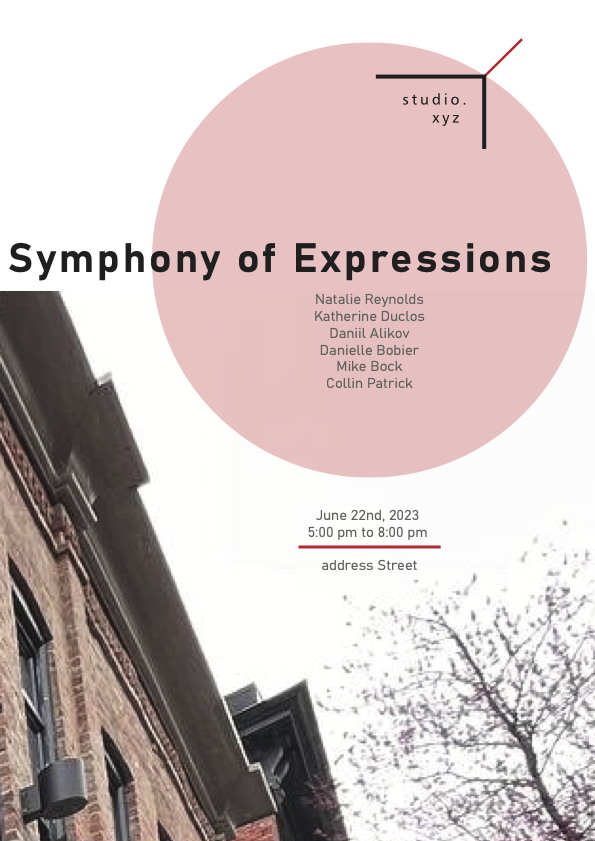 studio.
xyz
Symphony of Expressions
Natalie Reynolds
Katherine Duclos
Daniil Alikov
Danielle Bobier
Mike Bock
Collin Patrick
June 22nd, 2023
5:00 pm to 8:00 pm
address Street